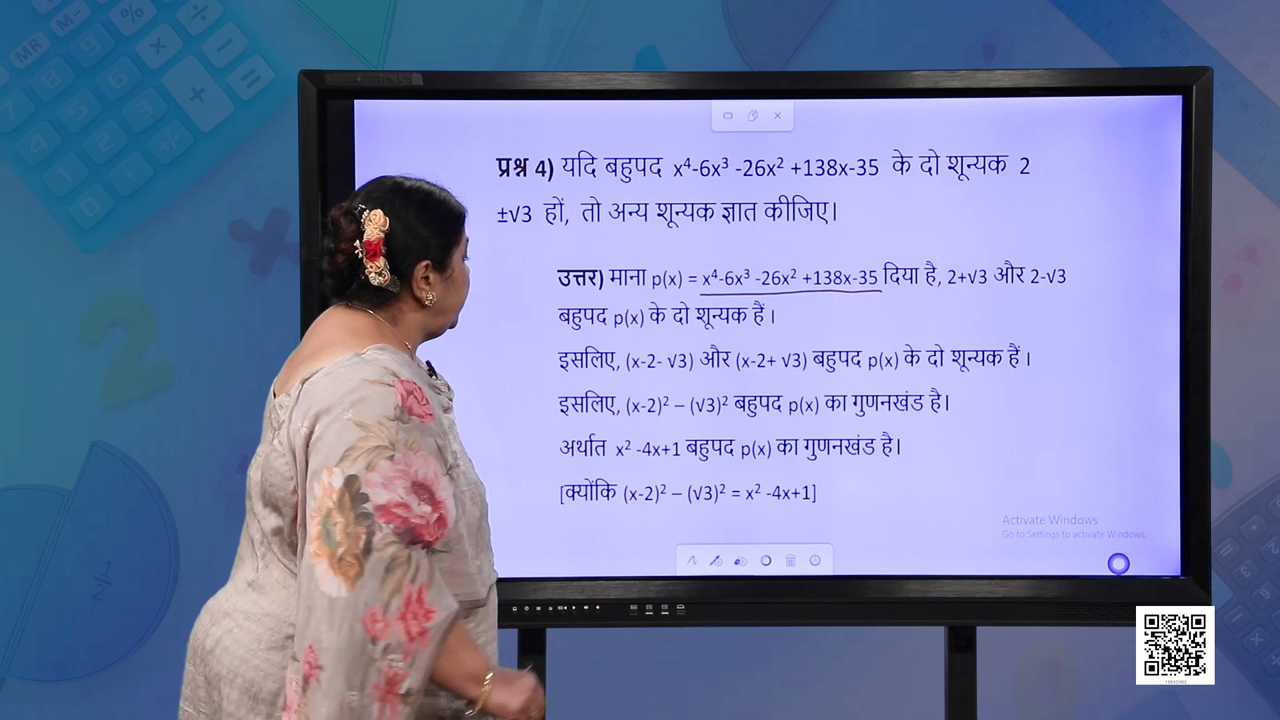 प्रश्न 4) यदि बहुपद x⁴-6x³ -26x² +138x-35 के दो शून्यक 2
±√3 हों, तो अन्य शून्यक ज्ञात कीजिए।
उत्तर) माना p(x) = x⁴-6x³ -26x² +138x-35 दिया है, 2+√3 और 2-√3
बहुपद p(x) के दो शून्यक हैं ।
इसलिए, (x-2- √3) और (x-2+ √3) बहुपद p(x) के दो शून्यक हैं ।
इसलिए, (x-2)² – (√3)² बहुपद p(x) का गुणनखंड है।
अर्थात x² -4x+1 बहुपद p(x) का गुणनखंड है।
[क्योंकि (x-2)² – (√3)² = x² -4x+1]
Activate Windows
Go to Settings to activate Windows.